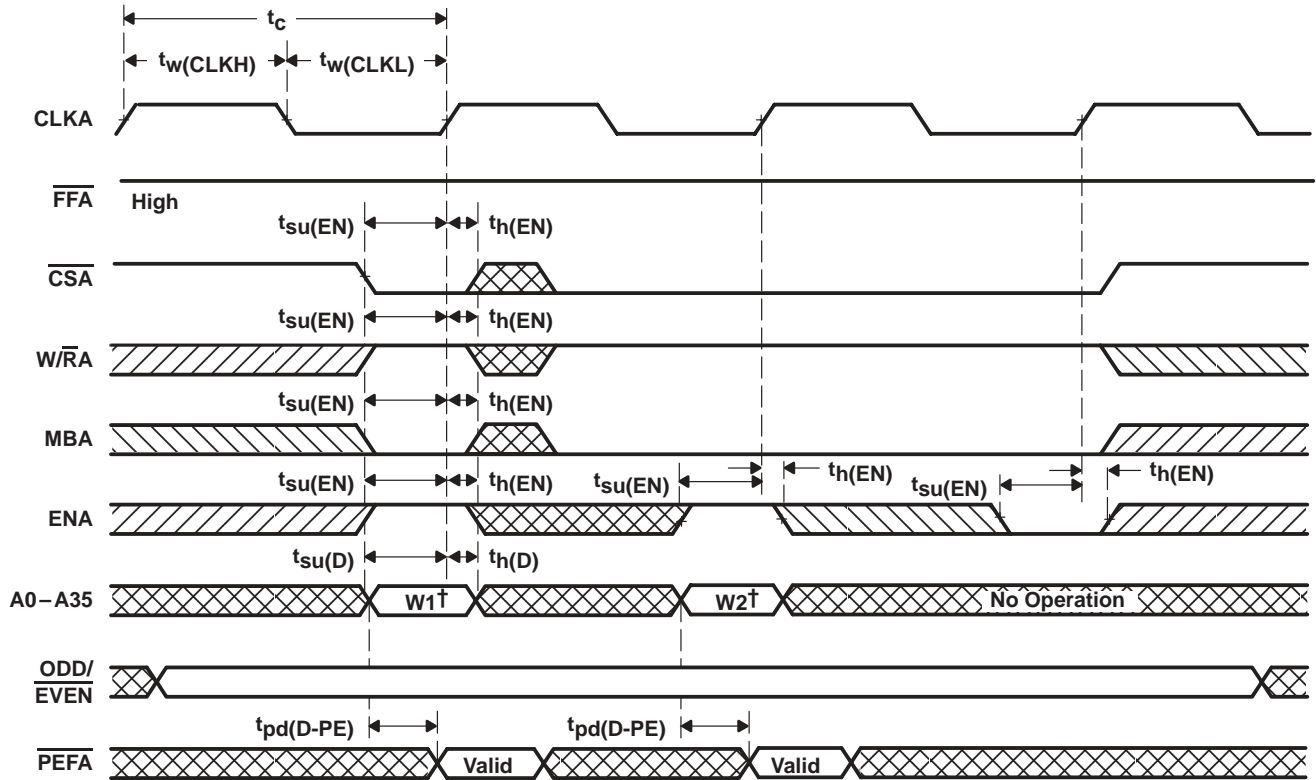 tc
tw(CLKH) tw(CLKL)
CLKA
FFA High
tsu(EN) th(EN)
CSA
tsu(EN) th(EN)
W/RA
tsu(EN) th(EN)
MBA
tsu(EN) th(EN) tsu(EN) th(EN) tsu(EN) th(EN)
ENA
tsu(D) th(D)
A0–A35 W1† W2† No Operation
ODD/
EVEN
tpd(D-PE) tpd(D-PE)
PEFA Valid Valid